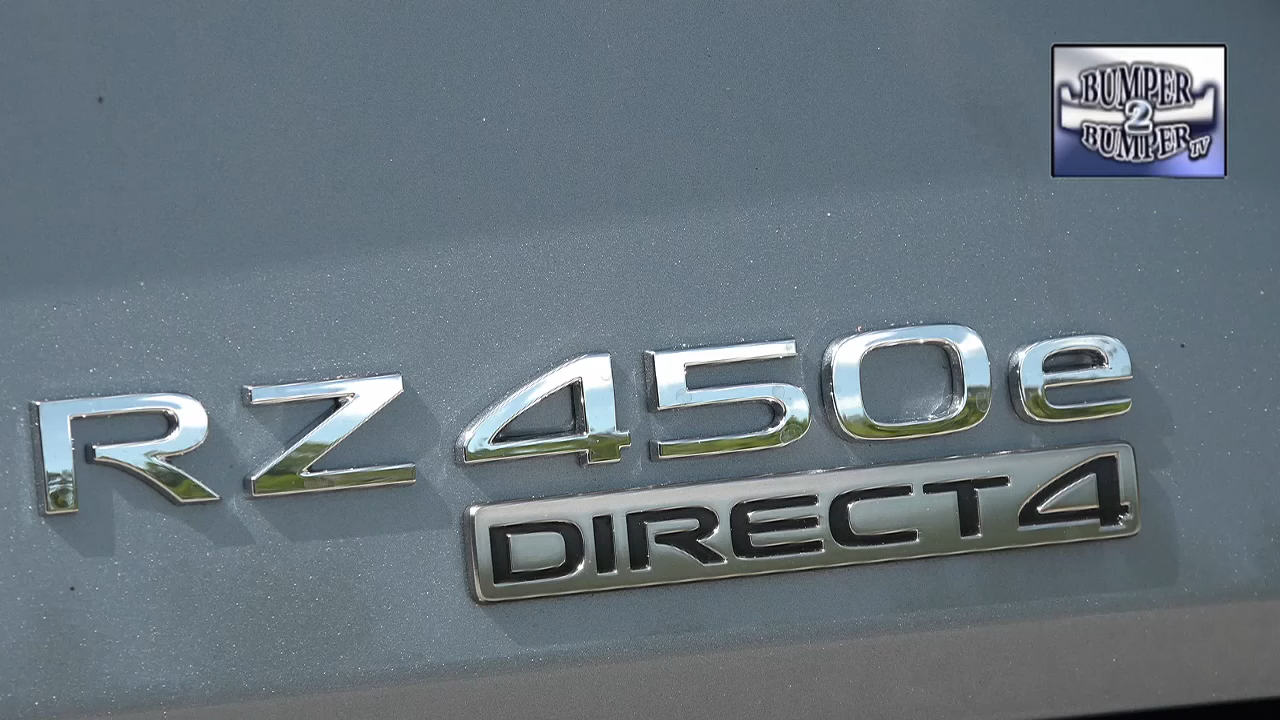 BUMPER
2
BUMPER TV
RZ 450e
DIRECT4